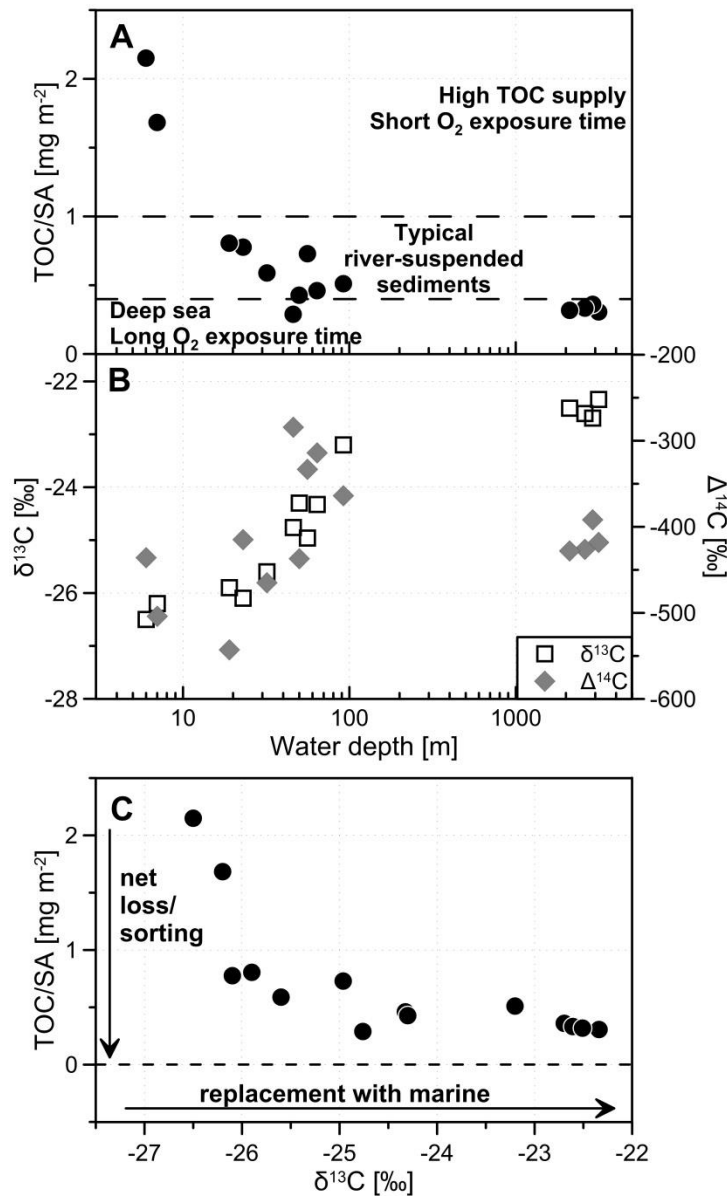 A
2
1
0
TOC/SA [mg m⁻²]
High TOC supply
Short O₂ exposure time
Typical
river-suspended
sediments
Deep sea
Long O₂ exposure time
B
-22
-24
-26
-28
δ¹³C [‰]
-200
-300
-400
-500
-600
Δ¹⁴C
[‰]
δ¹³C
Δ¹⁴C
10
100
1000
Water depth [m]
C
2
1
0
TOC/SA [mg m⁻²]
net
loss/
sorting
replacement with marine
-27
-26
-25
-24
-23
-22
δ¹³C [‰]